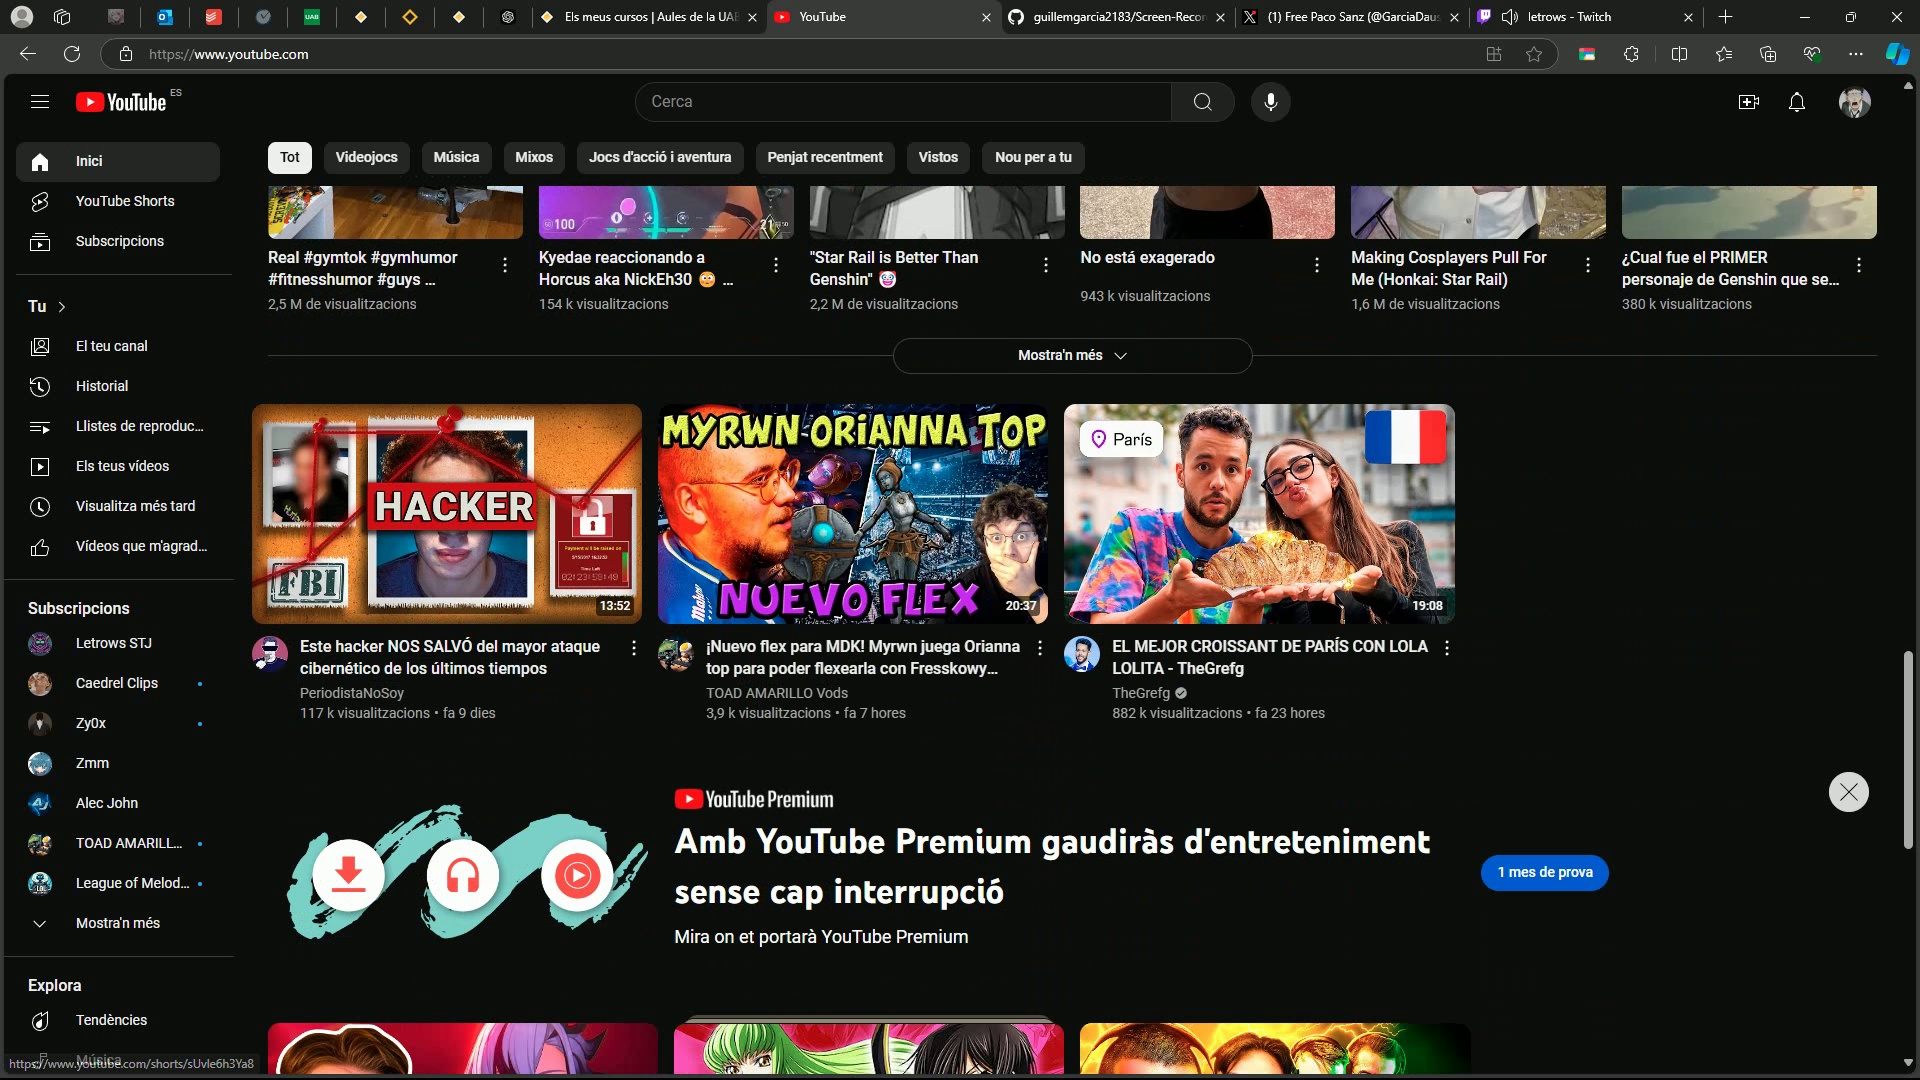 Els meus cursos | Aules de la UAB
YouTube
guillemgarcia2183/Screen-Recor
(1) Free Paco Sanz (@GarciaDaus
letrows - Twitch
https://www.youtube.com
YouTube ES
Cerca
Inici
YouTube Shorts
Subscripcions
Tu
El teu canal
Historial
Llistes de reproduc...
Els teus vídeos
Visualitza més tard
Vídeos que m'agrad...
Subscripcions
Letrows STJ
Caedrel Clips
Zy0x
Zmm
Alec John
TOAD AMARILL...
League of Melod...
Mostra'n més
Explora
Tendències
Música
https://www.youtube.com/shorts/sUvle6h3Ya8
Tot
Videojocs
Música
Mixos
Jocs d'acció i aventura
Penjat recentment
Vistos
Nou per a tu
100
21
Real #gymtok #gymhumor
#fitnesshumor #guys ...
2,5 M de visualitzacions
Kyedae reaccionando a
Horcus aka NickEh30 😳 ...
154 k visualitzacions
"Star Rail is Better Than
Genshin" 🤡
2,2 M de visualitzacions
No está exagerado
943 k visualitzacions
Making Cosplayers Pull For
Me (Honkai: Star Rail)
1,6 M de visualitzacions
¿Cual fue el PRIMER
personaje de Genshin que se...
380 k visualitzacions
Mostra'n més
HACKER
FBI
Payment will be raised on
Time Left
13:52
Este hacker NOS SALVÓ del mayor ataque
cibernético de los últimos tiempos
PeriodistaNoSoy
117 k visualitzacions • fa 9 dies
MYRWN ORIANNA TOP
NUEVO FLEX
20:37
¡Nuevo flex para MDK! Myrwn juega Orianna
top para poder flexearla con Fresskowy...
TOAD AMARILLO Vods
3,9 k visualitzacions • fa 7 hores
París
19:08
EL MEJOR CROISSANT DE PARÍS CON LOLA
LOLITA - TheGrefg
TheGrefg
882 k visualitzacions • fa 23 hores
YouTube Premium
Amb YouTube Premium gaudiràs d'entreteniment
sense cap interrupció
Mira on et portarà YouTube Premium
1 mes de prova